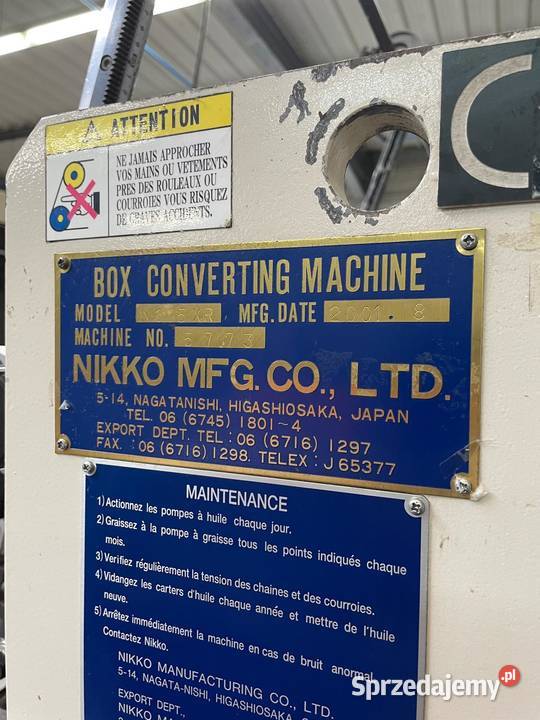 ATTENTION
NE JAMAIS APPROCHER
VOS MAINS OU VETEMENTS
PRES DES ROULEAUX OU
COURROIES VOUS RISQUEZ
DE GRAVES ACCIDENTS.
C
BOX CONVERTING MACHINE
MODEL MFG. DATE 2001. 8
MACHINE NO. 5773
NIKKO MFG. CO., LTD.
5-14, NAGATANISHI, HIGASHIOSAKA, JAPAN
TEL. 06 (6745) 1801~4
EXPORT DEPT. TEL : 06 (6716) 1297
FAX. : 06 (6716) 1298. TELEX : J 65377
MAINTENANCE
1) Actionnez les pompes à huile chaque jour.
2) Graissez à la pompe à graisse tous les points indiqués chaque
mois.
3) Verifiez régulièrement la tension des chaines et des courroies.
4) Vidangez les carters d'huile chaque année et mettre de l'huile
neuve.
5) Arrêtez immédiatement la machine en cas de bruit anormal.
Contactez Nikko.
NIKKO MANUFACTURING CO., LTD.
5-14, NAGATA-NISHI, HIGASHIOSAKA
EXPORT DEPT.,
NIKKO
Sprzedajemy.pl